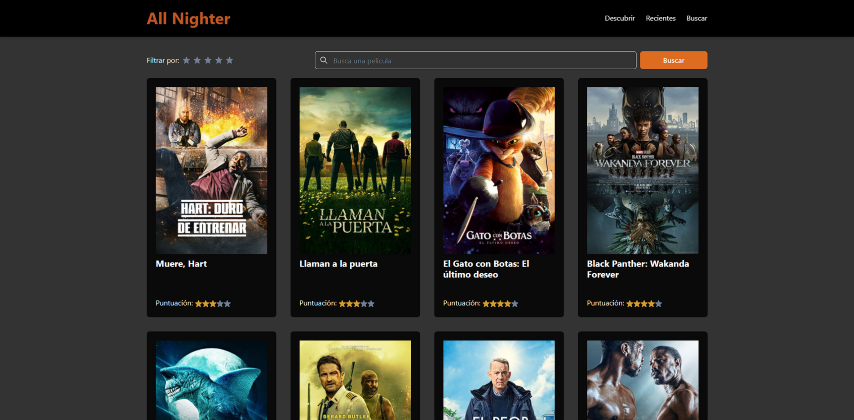 All Nighter
Descubrir Recientes Buscar
Filtrar por:
Busca una película
Buscar
HART: DURO
DE ENTRENAR
LLAMAN
A LA PUERTA
GATO CON BOTAS
EL ÚLTIMO DESEO
MARVEL STUDIOS
BLACK PANTHER
WAKANDA FOREVER
Muere, Hart
Llaman a la puerta
El Gato con Botas: El
último deseo
Black Panther: Wakanda
Forever
Puntuación:
Puntuación:
Puntuación:
Puntuación:
GERARD BUTLER
EL PEOR